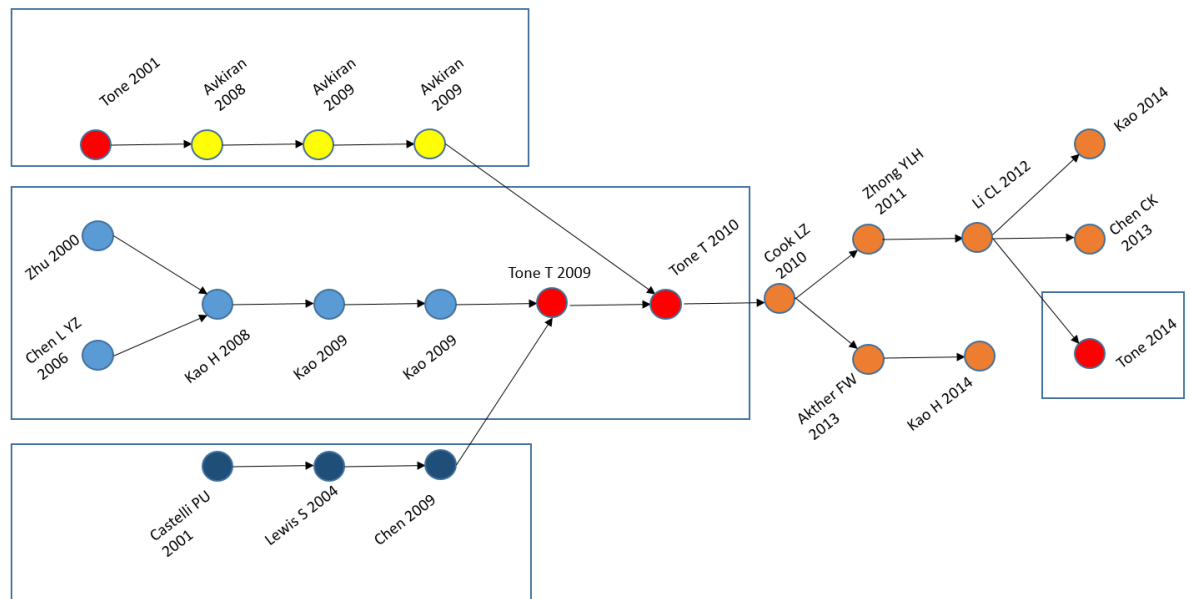 Tone 2001
Avkiran
2008
Avkiran
2009
Avkiran
2009
Zhu 2000
Chen L YZ
2006
Kao H 2008
Kao 2009
Kao 2009
Tone T 2009
Tone T 2010
Castelli PU
2001
Lewis S 2004
Chen 2009
Cook LZ
2010
Zhong YLH
2011
Akther FW
2013
Kao H 2014
Li CL 2012
Kao 2014
Chen CK
2013
Tone 2014